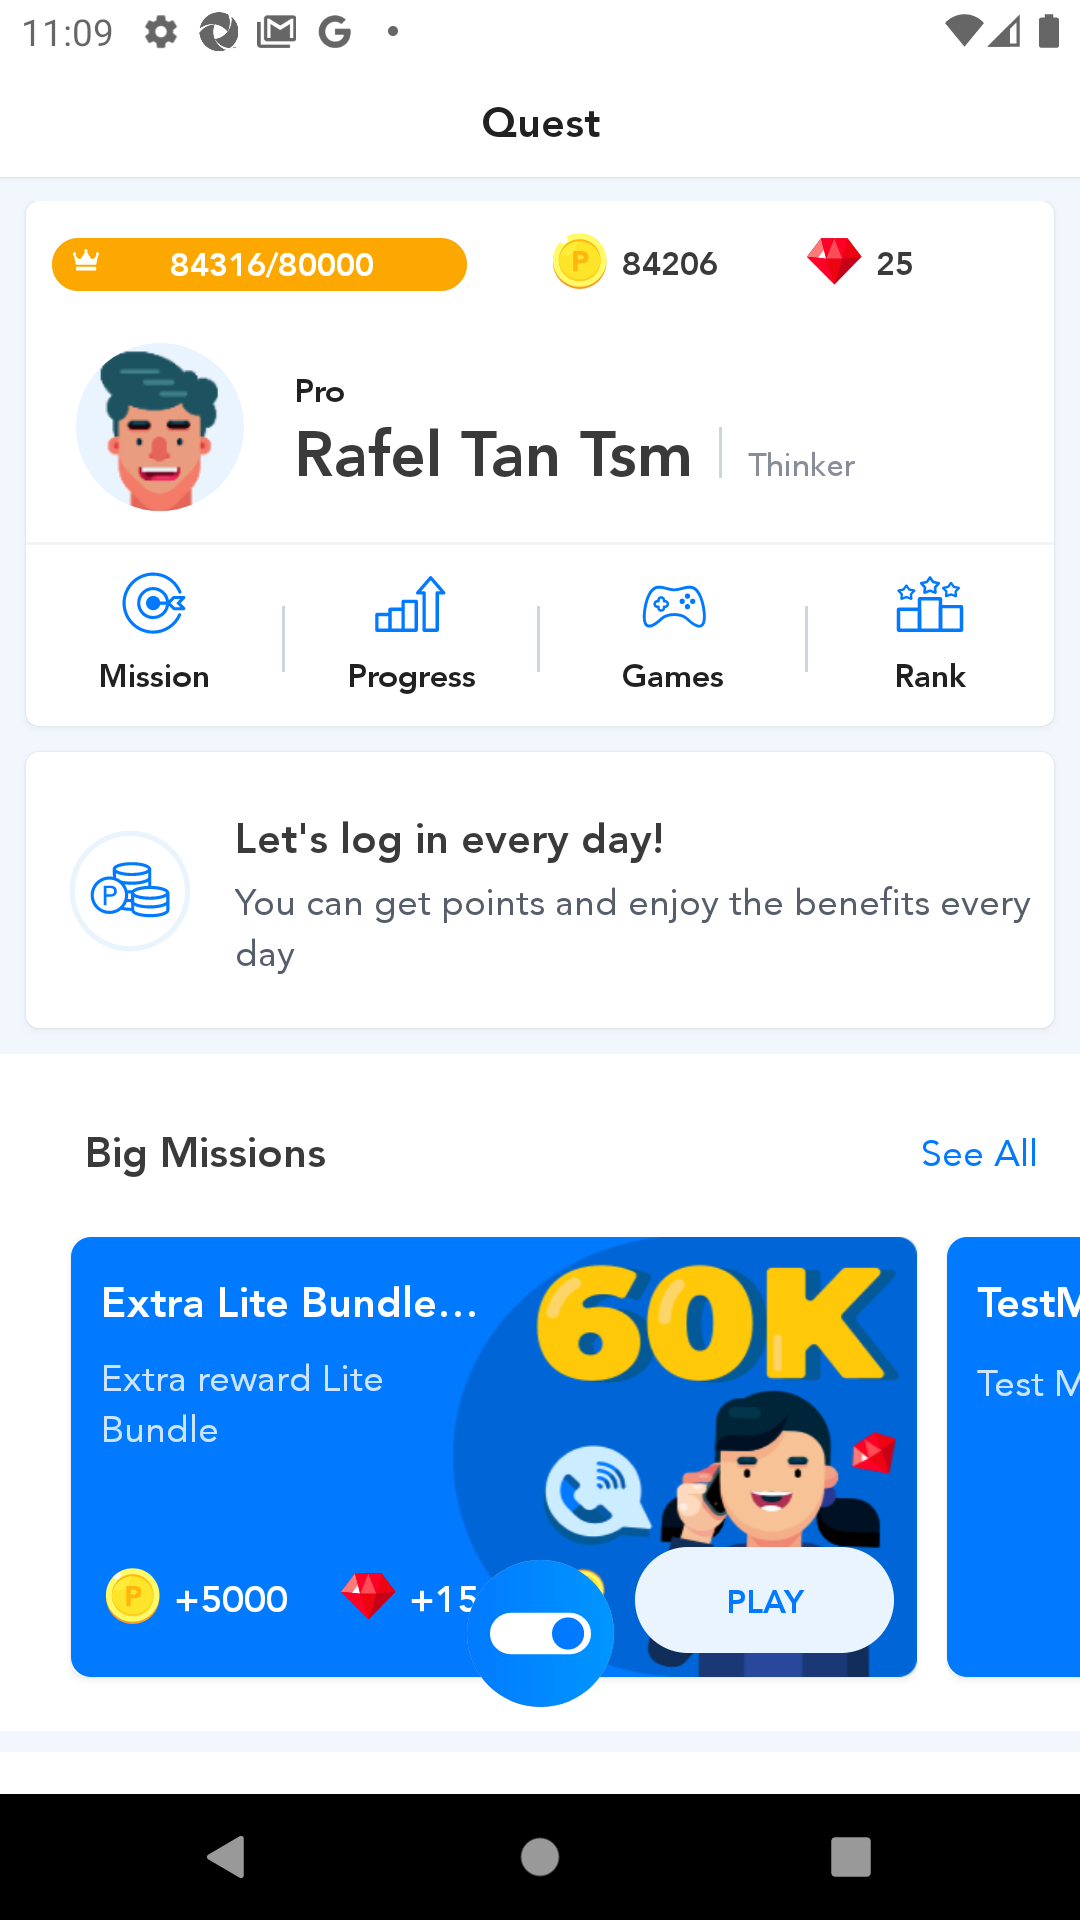 11:09
Quest
84316/80000
P 84206
25
Pro
Rafel Tan Tsm
Thinker
Mission
Progress
Games
Rank
Let's log in every day!
P
You can get points and enjoy the benefits every
day
Big Missions
See All
Extra Lite Bundle...
Extra reward Lite
Bundle
60K
P +5000
+15
PLAY
TestM
Test M